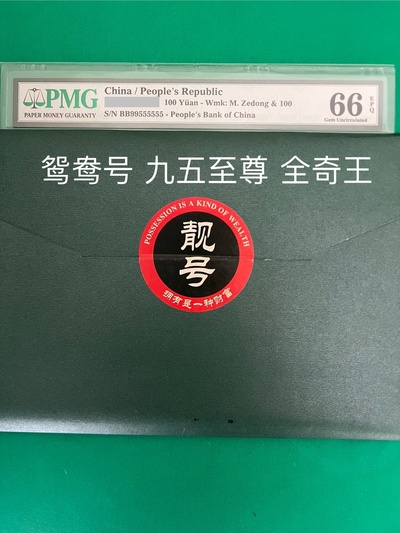 PMG
PAPER MONEY GUARANTY
China / People's Republic
100 Yüan - Wmk: M. Zedong & 100
S/N BB99555555 - People's Bank of China
66 EPQ
Gem Uncirculated
鸳鸯号 九五至尊 全奇王
POSSESSION IS A KIND OF WEALTH
靓号
拥有是一种财富